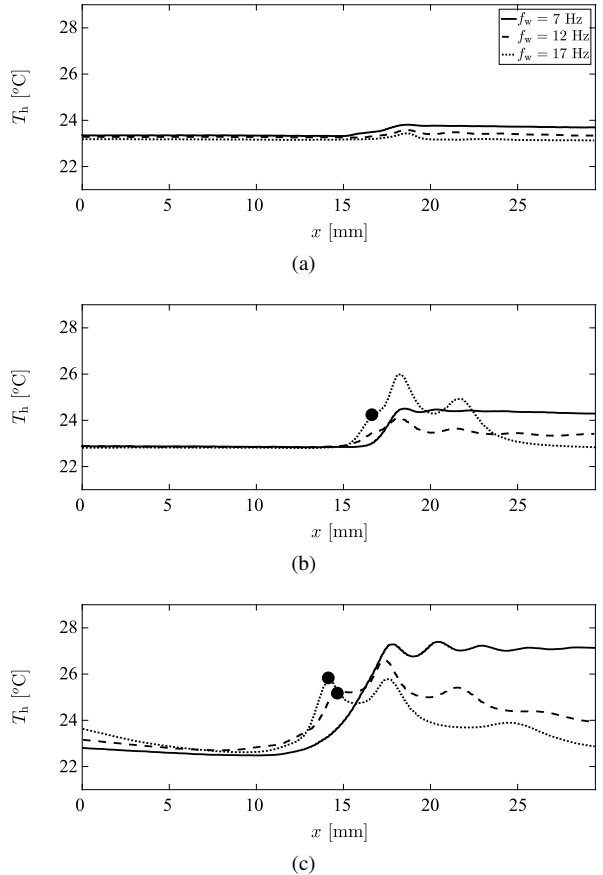 28
26
24
22
T_h [°C]
f_w = 7 Hz
f_w = 12 Hz
f_w = 17 Hz
0 5 10 15 20 25
x [mm]
(a)
28
26
24
22
T_h [°C]
0 5 10 15 20 25
x [mm]
(b)
28
26
24
22
T_h [°C]
0 5 10 15 20 25
x [mm]
(c)